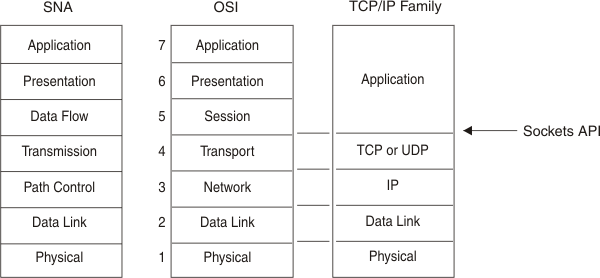 SNA OSI TCP/IP Family
Application 7 Application
Presentation 6 Presentation Application
Data Flow 5 Session
Sockets API
Transmission 4 Transport TCP or UDP
Path Control 3 Network IP
Data Link 2 Data Link Data Link
Physical 1 Physical Physical